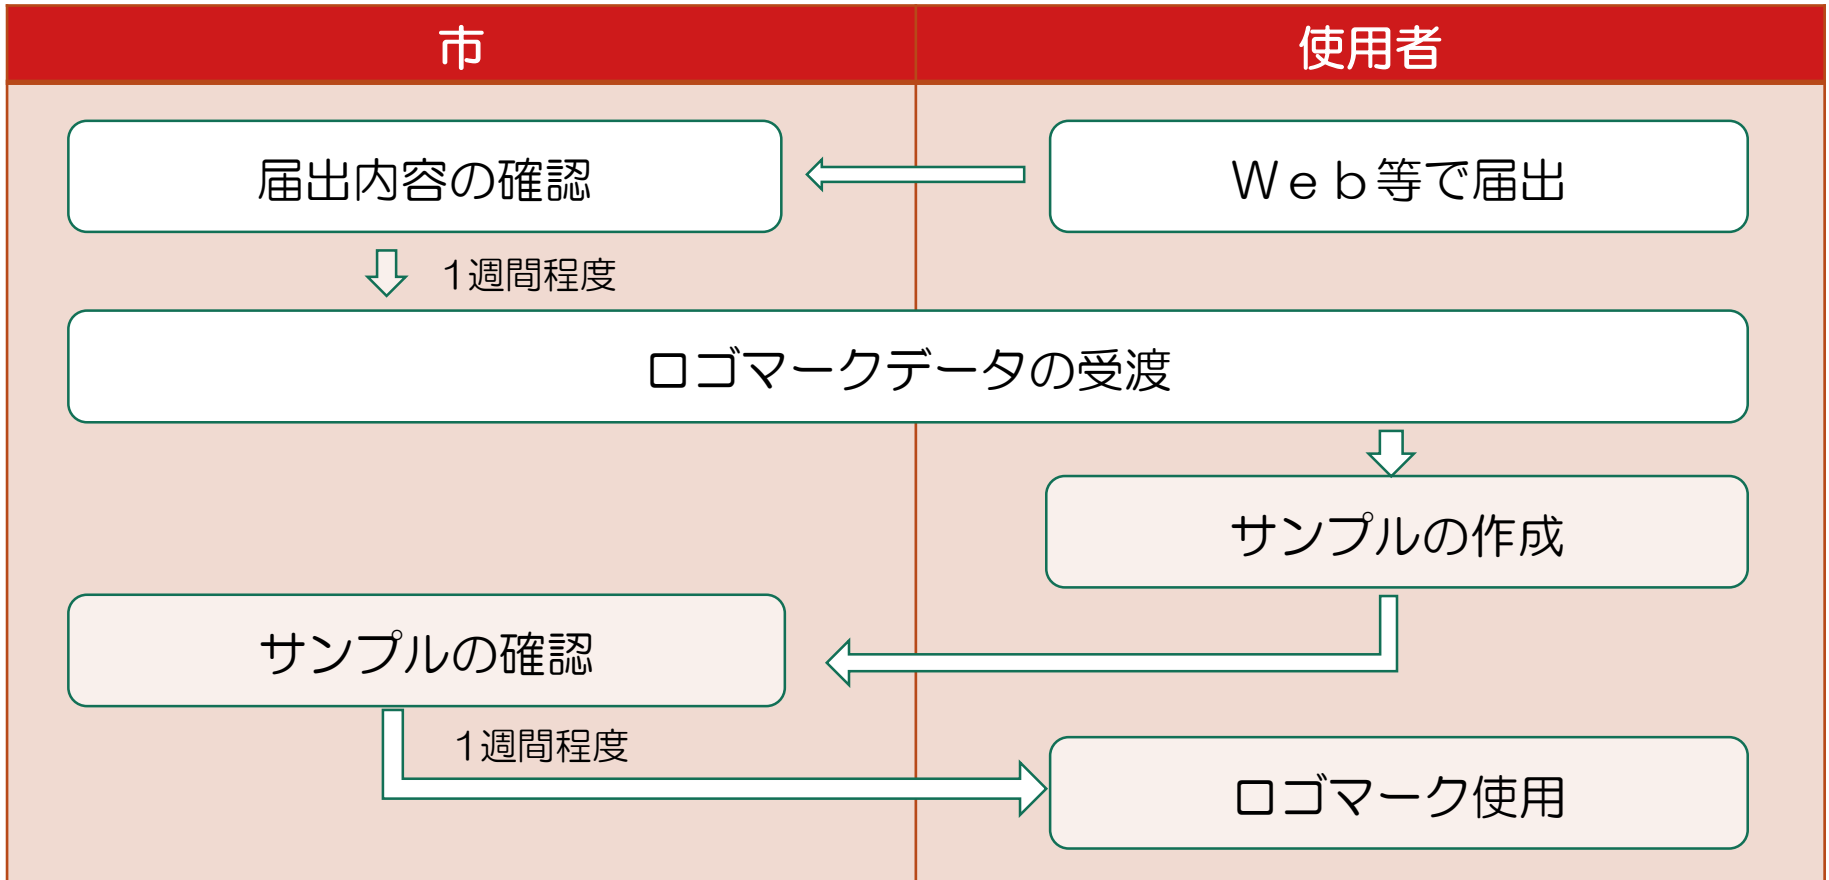 市
使用者
届出内容の確認
Ｗｅｂ等で届出
1週間程度
ロゴマークデータの受渡
サンプルの作成
サンプルの確認
1週間程度
ロゴマーク使用